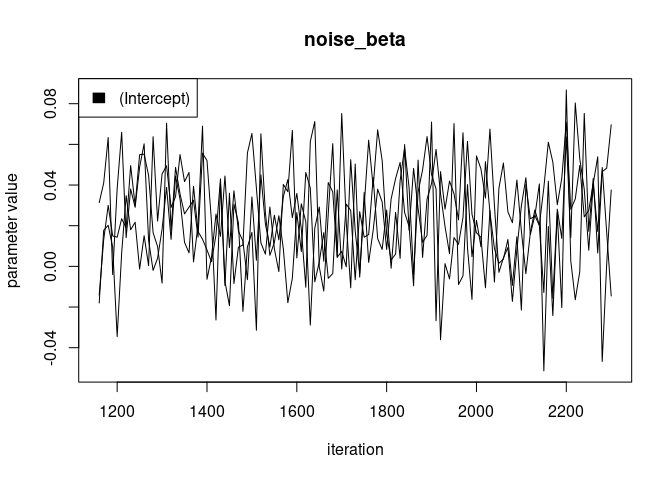 noise_beta
(Intercept)
parameter value
0.08
0.04
0.00
-0.04
1200 1400 1600 1800 2000 2200
iteration